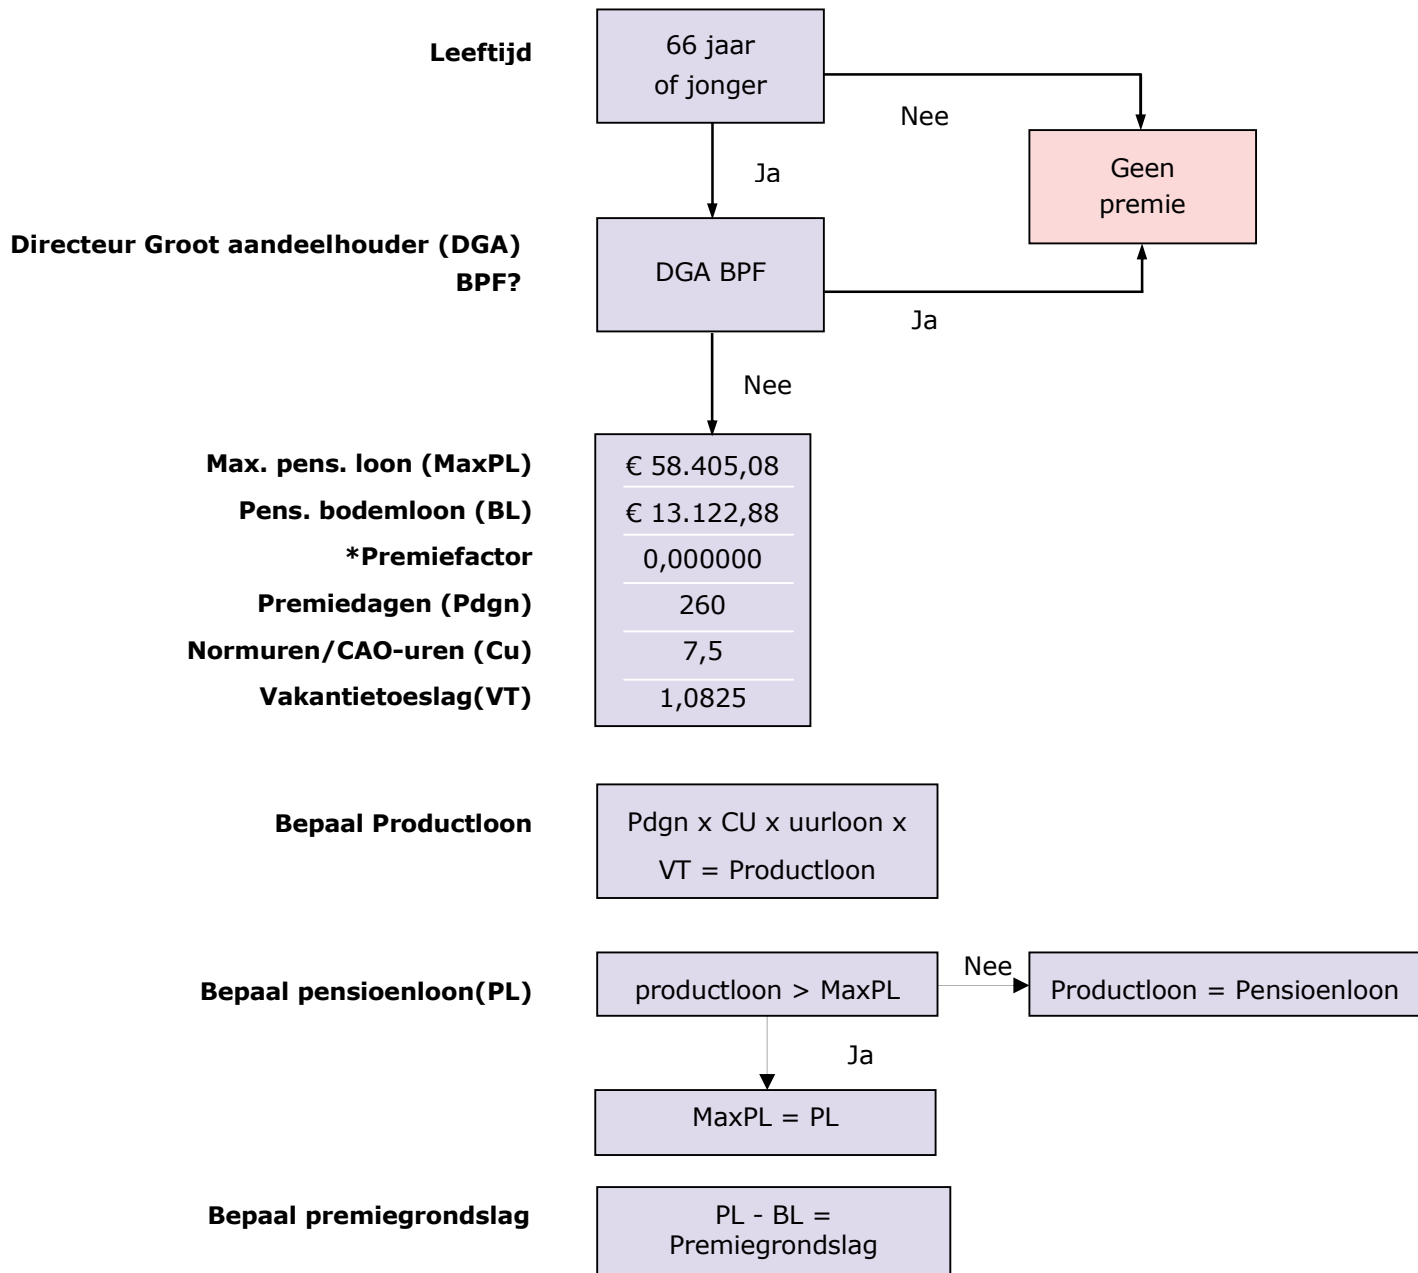 Leeftijd
66 jaar
of jonger
Nee
Geen
premie
Ja
Directeur Groot aandeelhouder (DGA)
BPF?
DGA BPF
Ja
Nee
Max. pens. loon (MaxPL)
€ 58.405,08
Pens. bodemloon (BL)
€ 13.122,88
*Premiefactor
0,000000
Premiedagen (Pdgn)
260
Normuren/CAO-uren (Cu)
7,5
Vakantietoeslag(VT)
1,0825
Bepaal Productloon
Pdgn x CU x uurloon x
VT = Productloon
Bepaal pensioenloon(PL)
productloon > MaxPL
Nee
Productloon = Pensioenloon
Ja
MaxPL = PL
Bepaal premiegrondslag
PL - BL =
Premiegrondslag